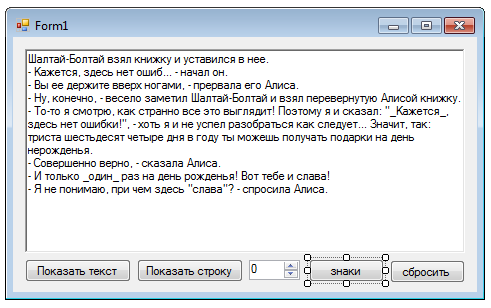 Form1
Шалтай-Болтай взял книжку и уставился в нее.
- Кажется, здесь нет ошиб... - начал он.
- Вы ее держите вверх ногами, - прервала его Алиса.
- Ну, конечно, - весело заметил Шалтай-Болтай и взял перевернутую Алисой книжку.
- То-то я смотрю, как странно все это выглядит! Поэтому я и сказал: "_Кажется_,
здесь нет ошибки!", - хоть я и не успел разобраться как следует... Значит, так:
триста шестьдесят четыре дня в году ты можешь получать подарки на день
нерожденья.
- Совершенно верно, - сказала Алиса.
- И только _один_ раз на день рожденья! Вот тебе и слава!
- Я не понимаю, при чем здесь "слава"? - спросила Алиса.
Показать текст Показать строку 0 знаки сбросить